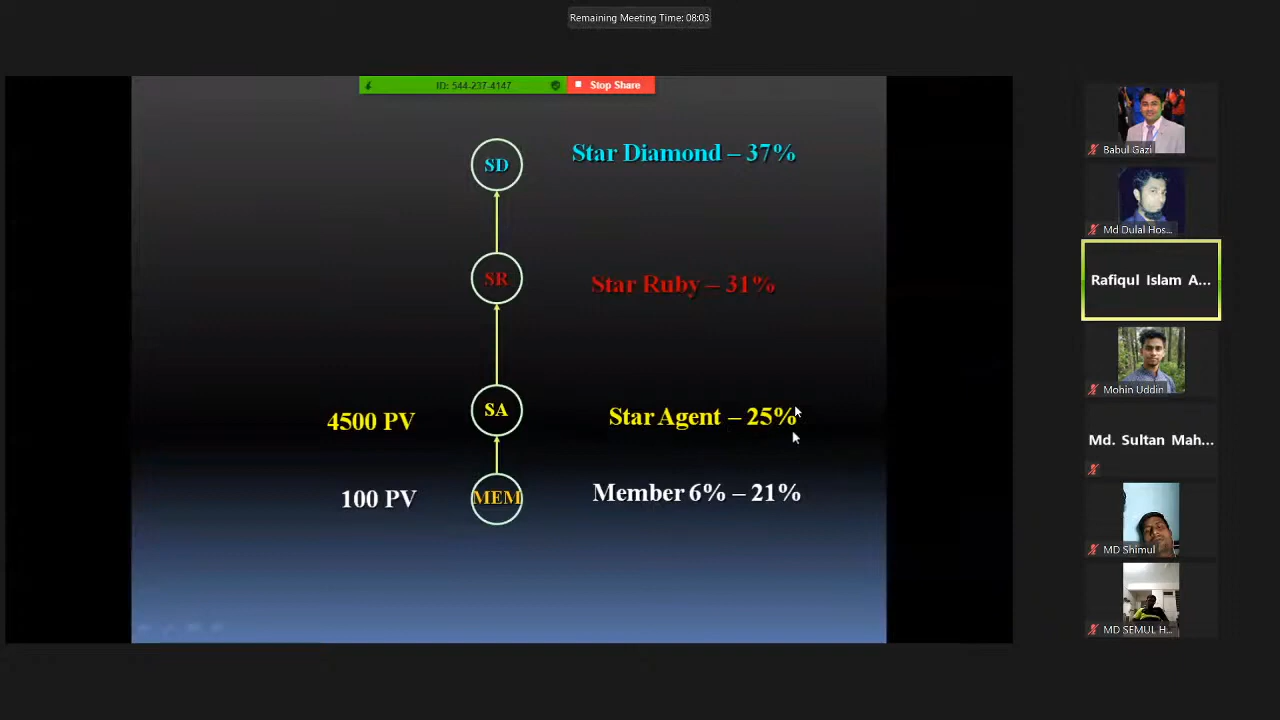 Remaining Meeting Time: 08:03
ID: 544-237-4147
Stop Share
SD
Star Diamond – 37%
SR
Star Ruby – 31%
4500 PV
SA
Star Agent – 25%
100 PV
MEM
Member 6% – 21%
Babul Gazi
Md Dulal Hos...
Rafiqul Islam A...
Mohin Uddin
Md. Sultan Mah...
MD Shimul
MD SEMUL H...